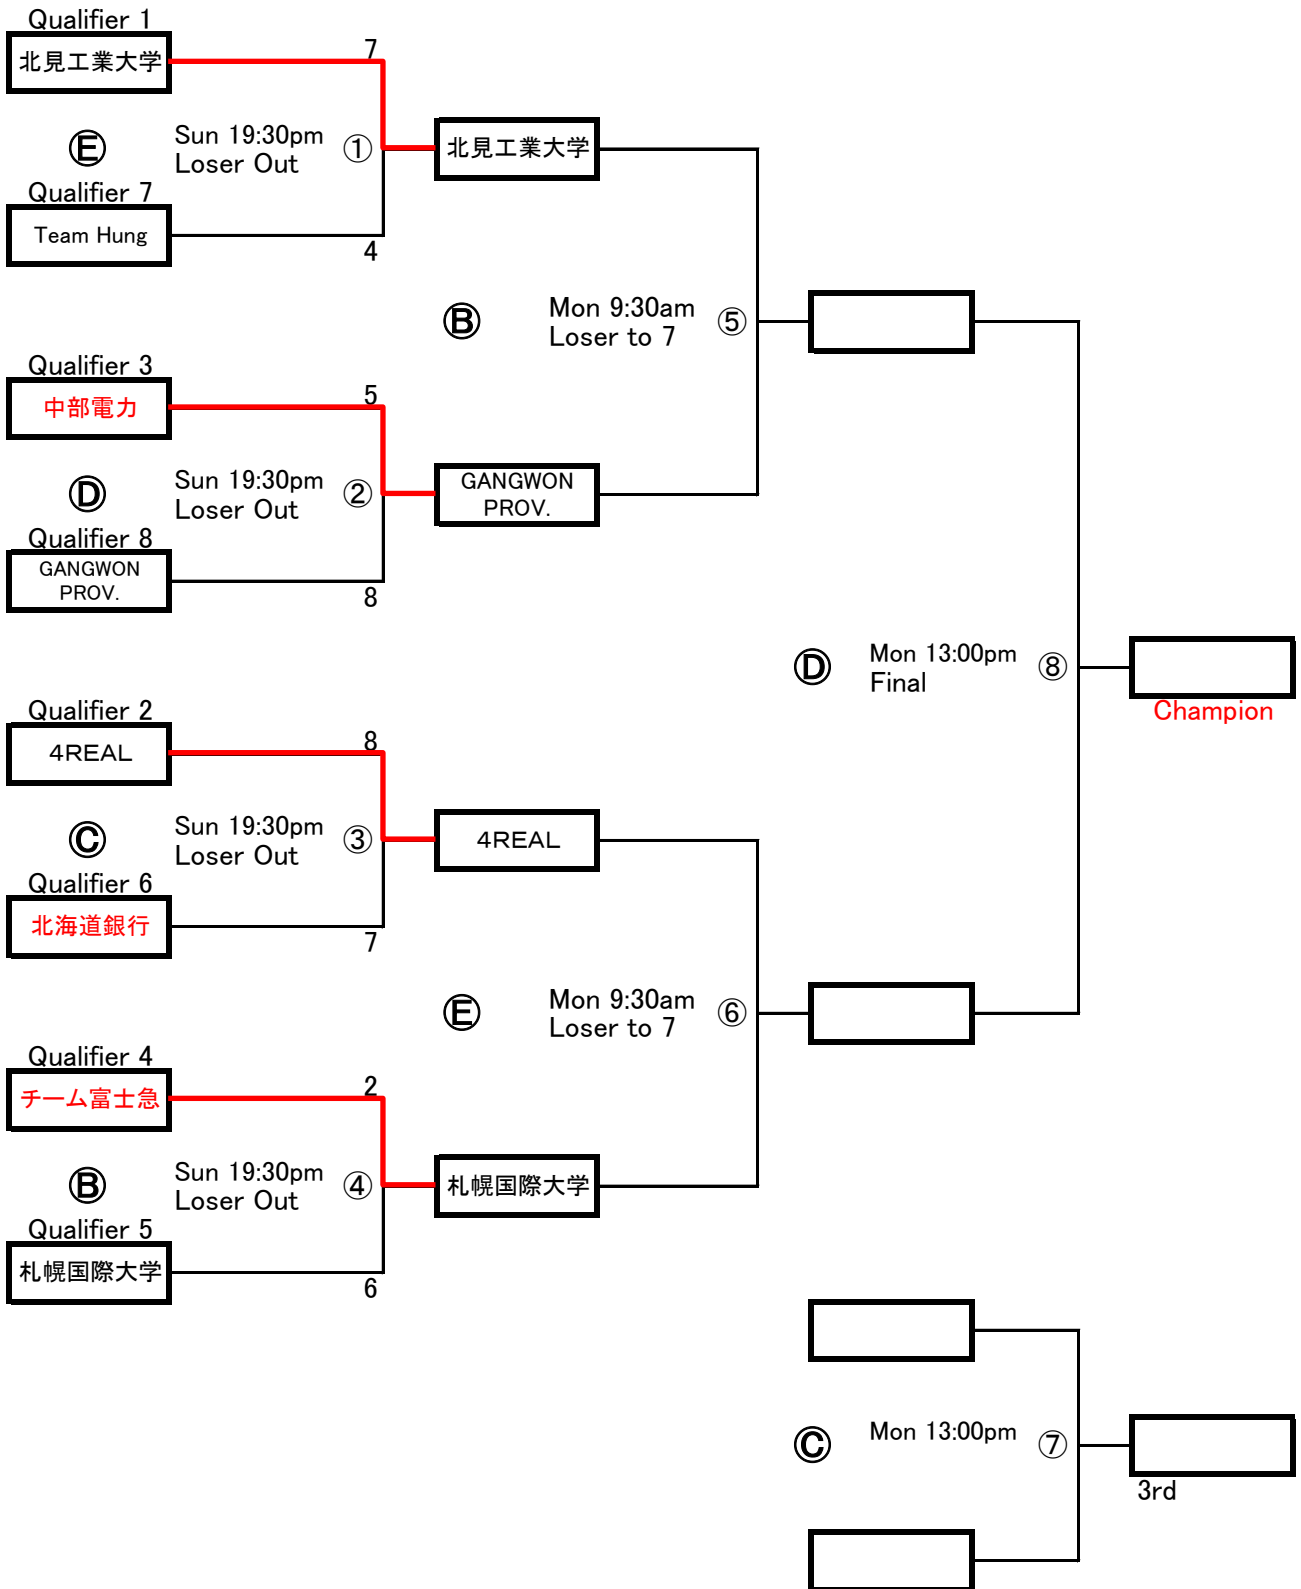 Qualifier 1
北見工業大学
7
Ⓔ
Sun 19:30pm
Loser Out
①
北見工業大学
Qualifier 7
Team Hung
4
Ⓑ
Mon 9:30am
Loser to 7
⑤
Qualifier 3
中部電力
5
Ⓓ
Sun 19:30pm
Loser Out
②
GANGWON
PROV.
Qualifier 8
GANGWON
PROV.
8
Ⓓ
Mon 13:00pm
Final
⑧
Champion
Qualifier 2
4REAL
8
Ⓒ
Sun 19:30pm
Loser Out
③
4REAL
Qualifier 6
北海道銀行
7
Ⓔ
Mon 9:30am
Loser to 7
⑥
Qualifier 4
チーム富士急
2
Ⓑ
Sun 19:30pm
Loser Out
④
札幌国際大学
Qualifier 5
札幌国際大学
6
Ⓒ
Mon 13:00pm
⑦
3rd